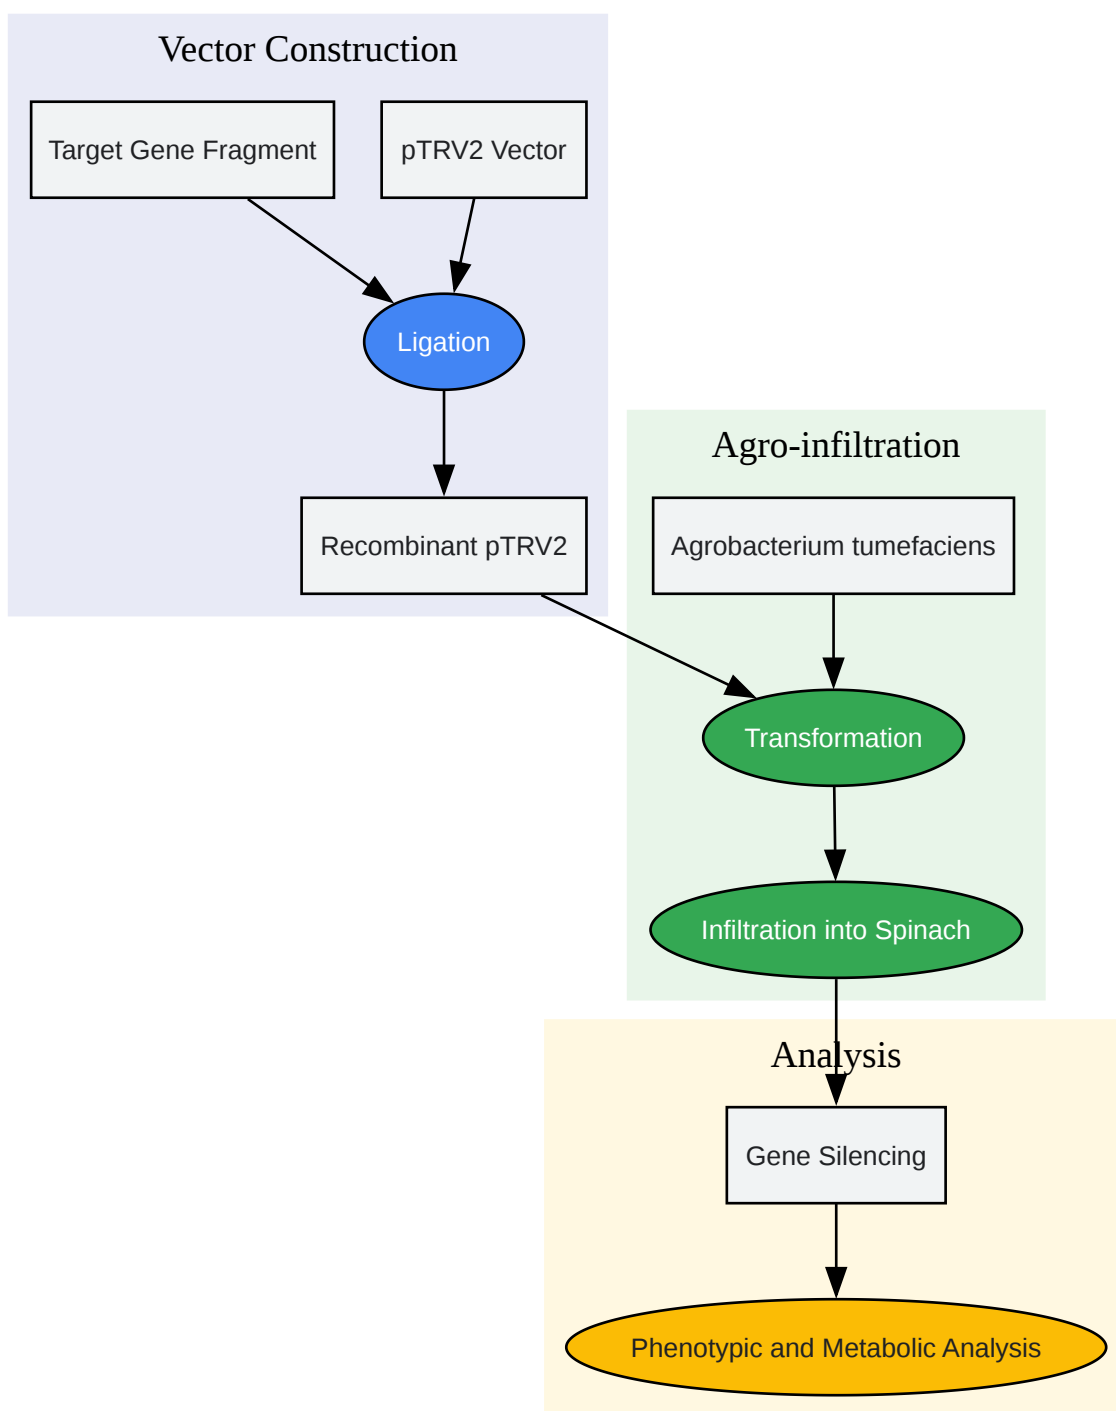 Vector Construction
Target Gene Fragment
pTRV2 Vector
Ligation
Recombinant pTRV2
Agro-infiltration
Agrobacterium tumefaciens
Transformation
Infiltration into Spinach
Analysis
Gene Silencing
Phenotypic and Metabolic Analysis